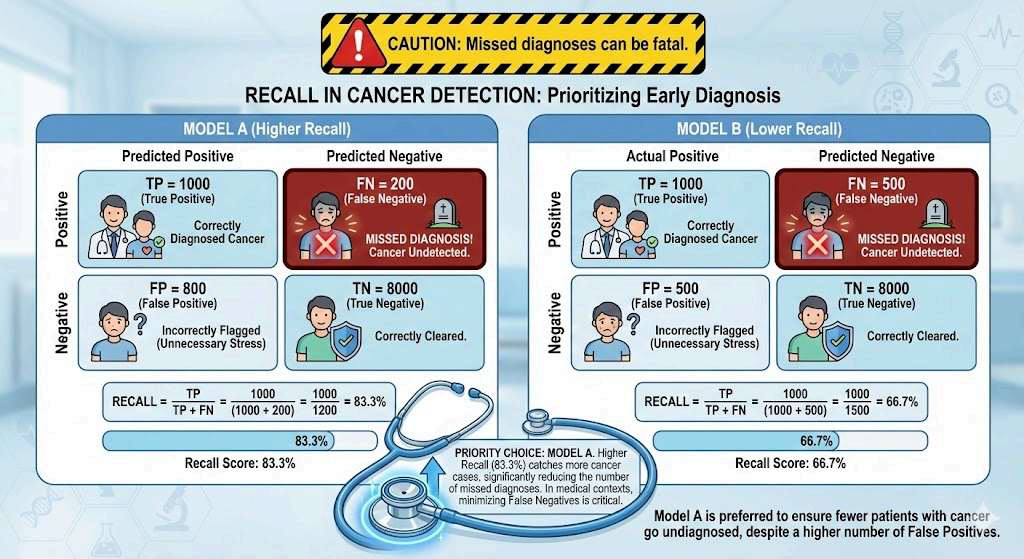 CAUTION: Missed diagnoses can be fatal.
RECALL IN CANCER DETECTION: Prioritizing Early Diagnosis
MODEL A (Higher Recall)
Predicted Positive
Predicted Negative
Positive
TP = 1000
(True Positive)
Correctly
Diagnosed Cancer
FN = 200
(False Negative)
MISSED DIAGNOSIS!
Cancer Undetected.
Negative
FP = 800
(False Positive)
?
Incorrectly Flagged
(Unnecessary Stress)
TN = 8000
(True Negative)
Correctly Cleared.
RECALL = TP / TP + FN = 1000 / (1000 + 200) = 1000 / 1200 = 83.3%
83.3%
Recall Score: 83.3%
MODEL B (Lower Recall)
Actual Positive
Predicted Negative
Positive
TP = 1000
(True Positive)
Correctly
Diagnosed Cancer
FN = 500
(False Negative)
MISSED DIAGNOSIS!
Cancer Undetected.
Negative
FP = 500
(False Positive)
?
Incorrectly Flagged
(Unnecessary Stress)
TN = 8000
(True Negative)
Correctly Cleared.
RECALL = TP / TP + FN = 1000 / (1000 + 500) = 1000 / 1500 = 66.7%
66.7%
Recall Score: 66.7%
PRIORITY CHOICE: MODEL A. Higher
Recall (83.3%) catches more cancer
cases, significantly reducing the number
of missed diagnoses. In medical contexts,
minimizing False Negatives is critical.
Model A is preferred to ensure fewer patients with cancer
go undiagnosed, despite a higher number of False Positives.